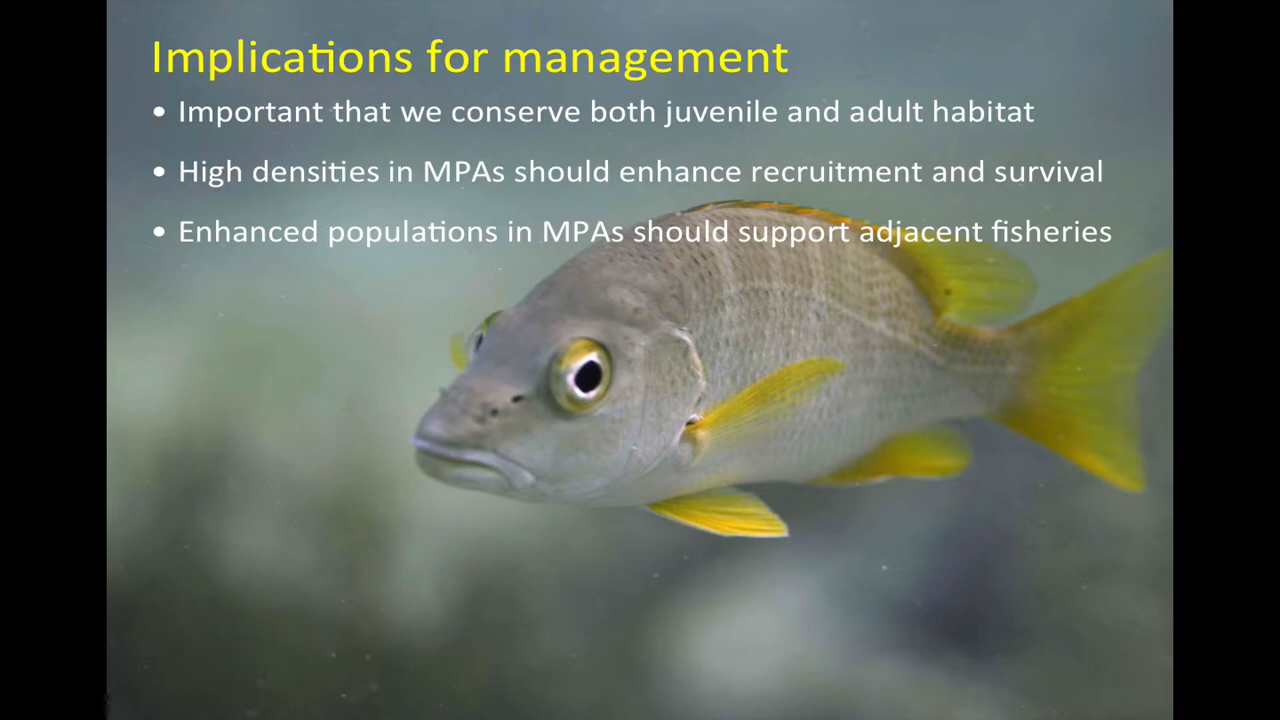 Implications for management
• Important that we conserve both juvenile and adult habitat
• High densities in MPAs should enhance recruitment and survival
• Enhanced populations in MPAs should support adjacent fisheries